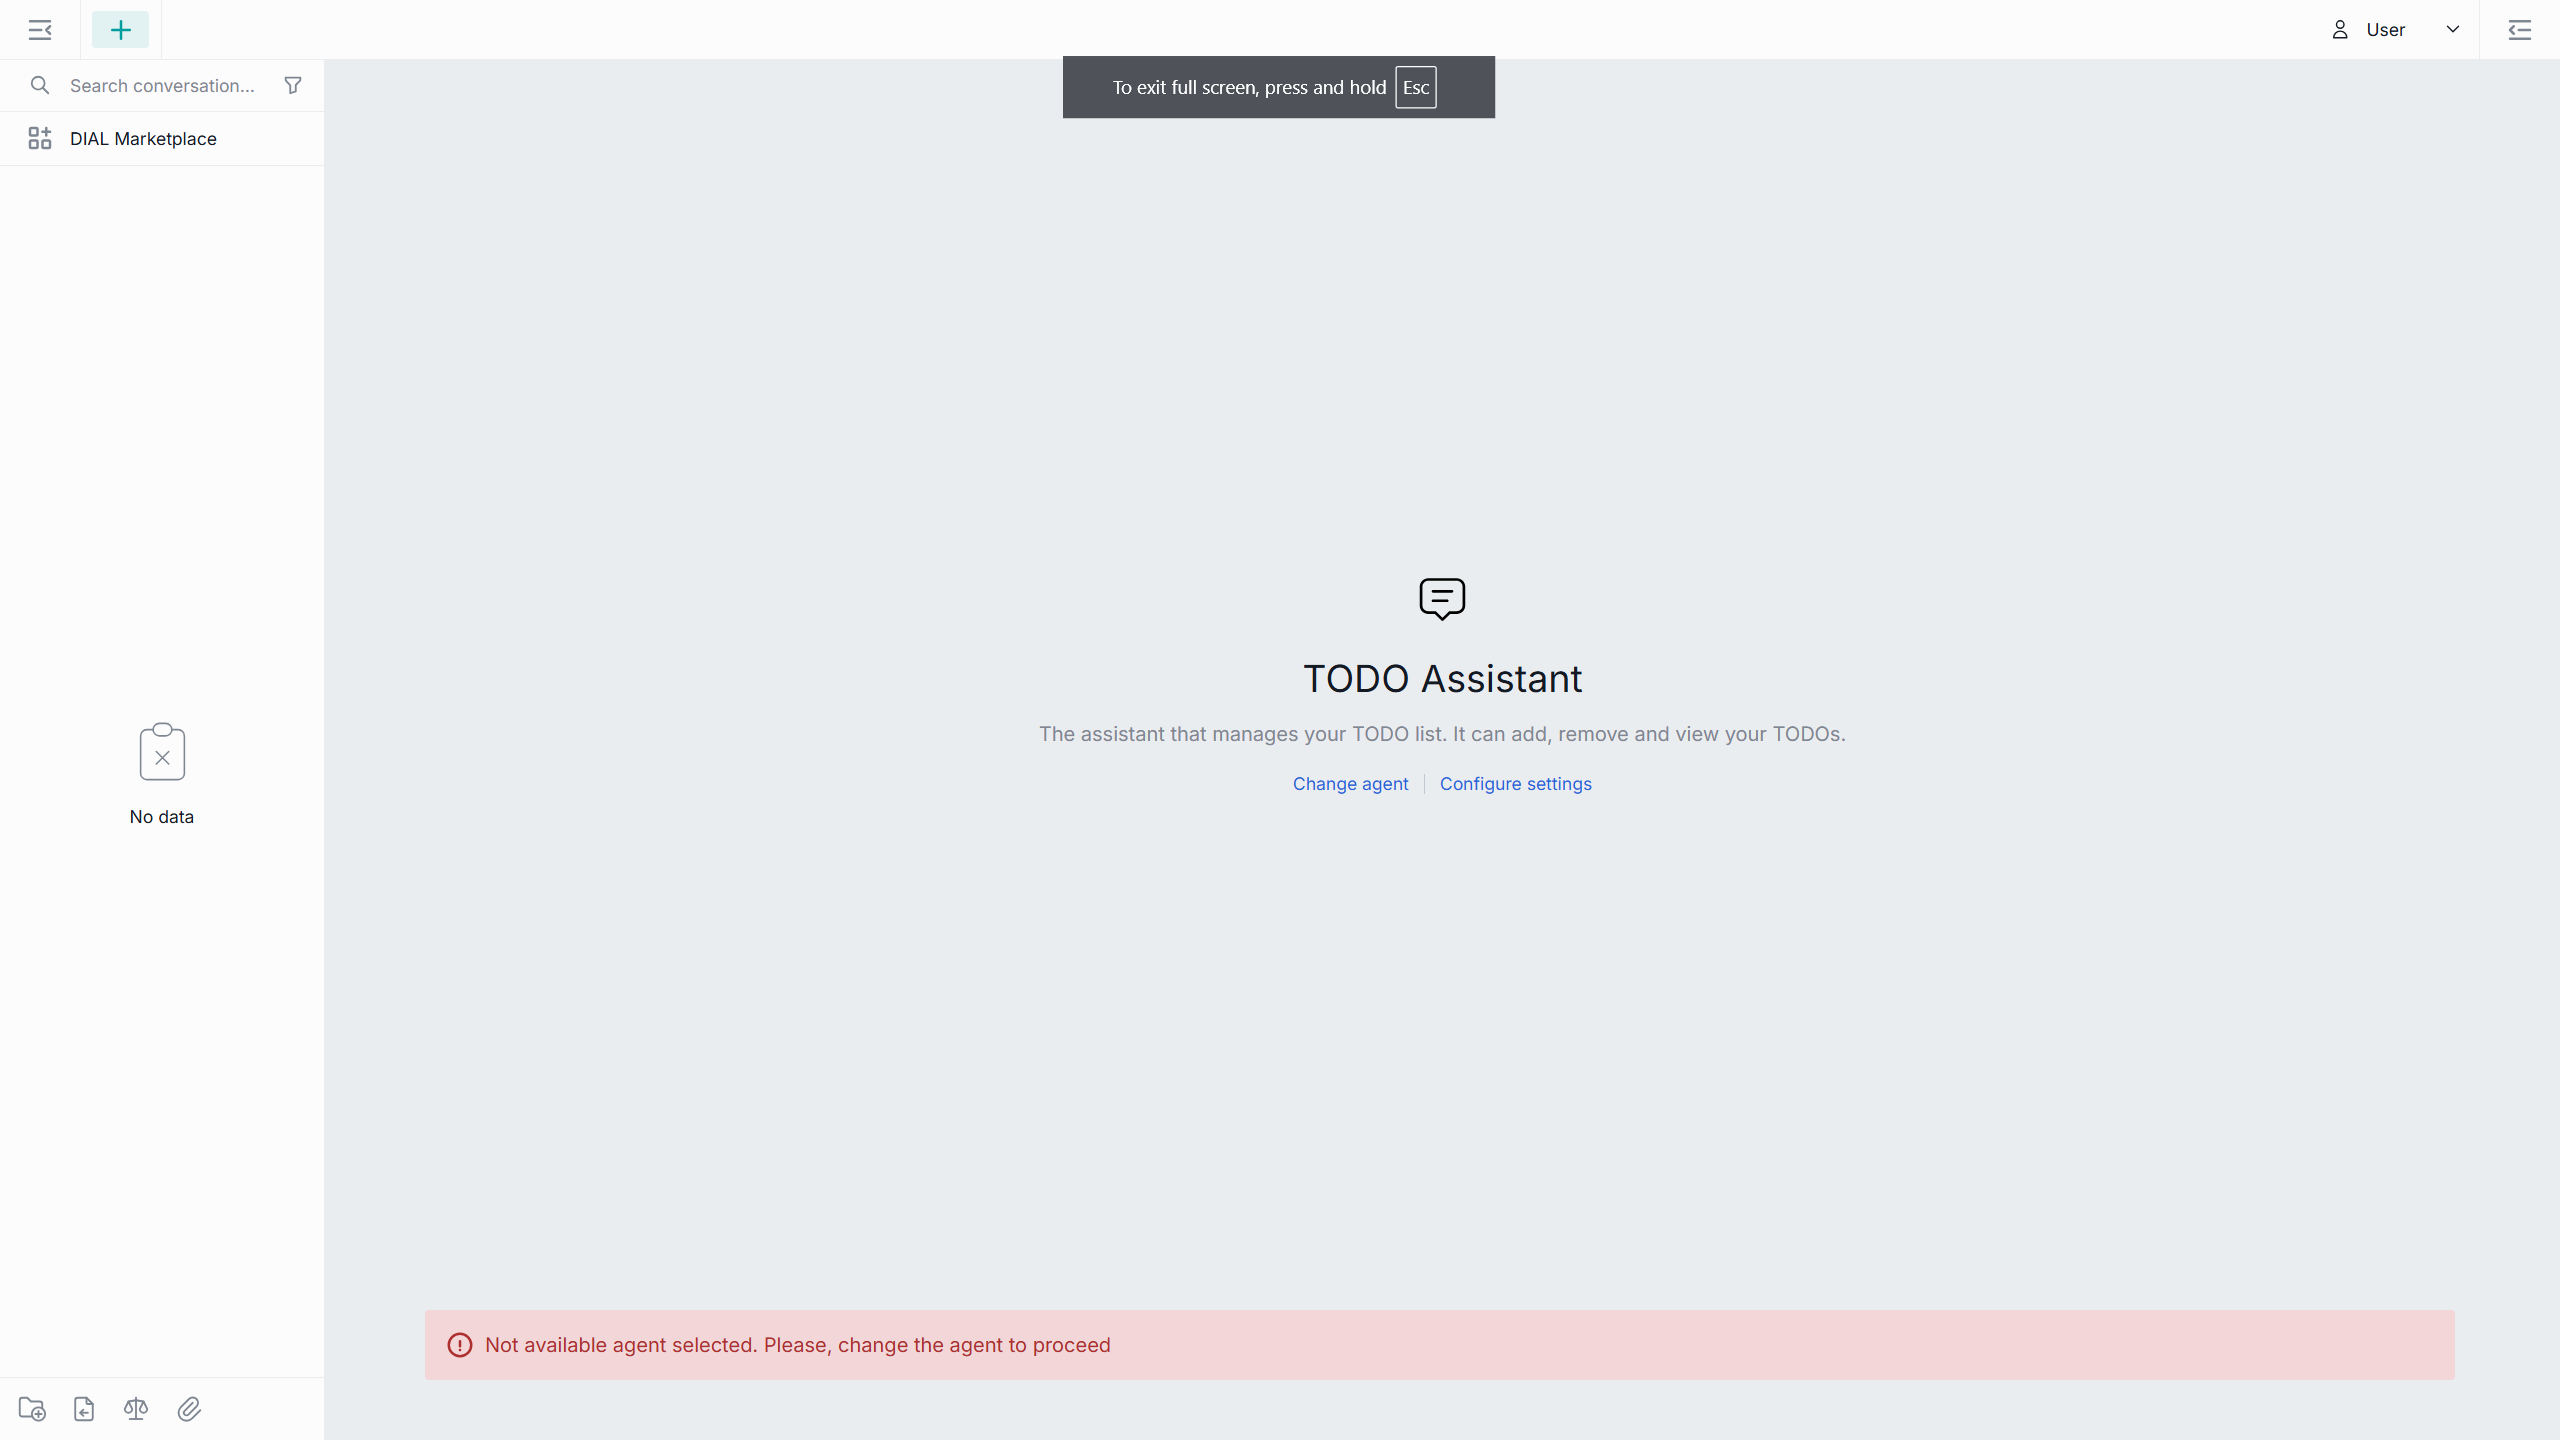 User
Search conversation...
To exit full screen, press and hold Esc
DIAL Marketplace
TODO Assistant
The assistant that manages your TODO list. It can add, remove and view your TODOs.
Change agent
Configure settings
No data
Not available agent selected. Please, change the agent to proceed